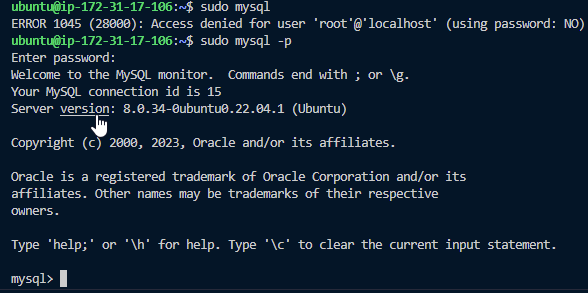 ubuntu@ip-172-31-17-106:~$ sudo mysql
ERROR 1045 (28000): Access denied for user 'root'@'localhost' (using password: NO)
ubuntu@ip-172-31-17-106:~$ sudo mysql -p
Enter password:
Welcome to the MySQL monitor.  Commands end with ; or \g.
Your MySQL connection id is 15
Server version: 8.0.34-0ubuntu0.22.04.1 (Ubuntu)
Copyright (c) 2000, 2023, Oracle and/or its affiliates.
Oracle is a registered trademark of Oracle Corporation and/or its
affiliates. Other names may be trademarks of their respective
owners.
Type 'help;' or '\h' for help. Type '\c' to clear the current input statement.
mysql>